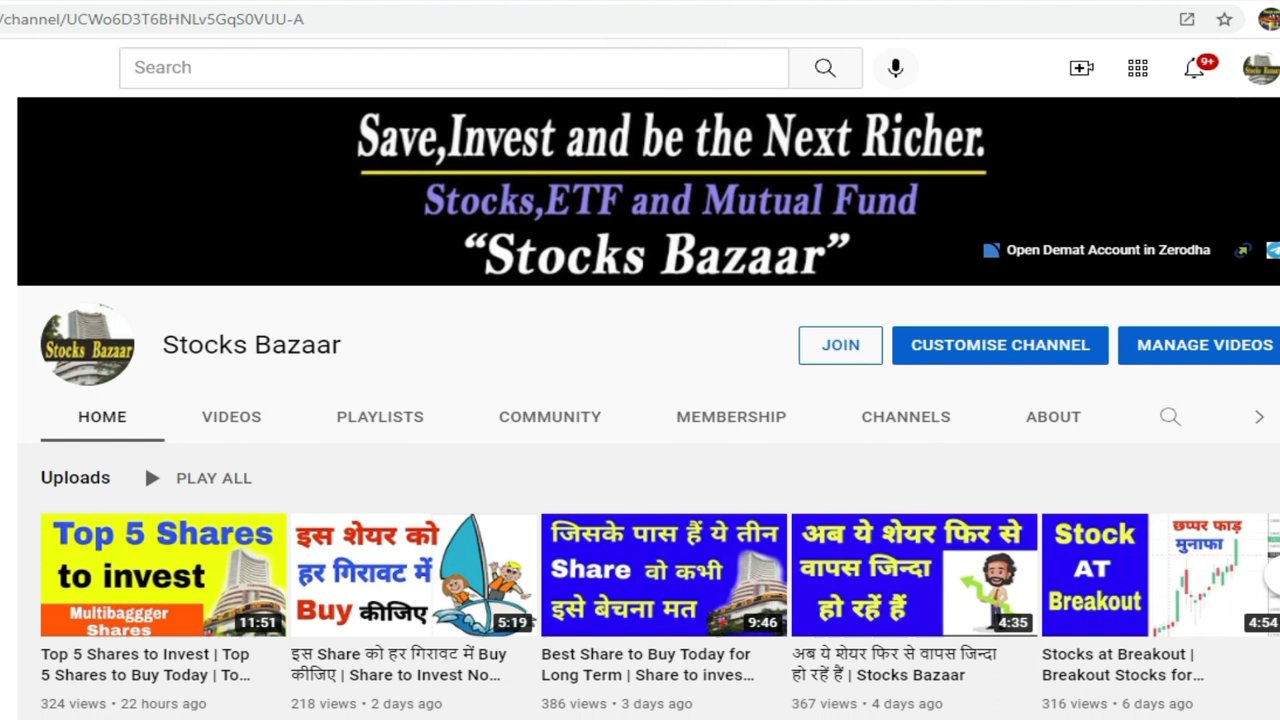 /channel/UCWo6D3T6BHNLv5GqS0VUU-A
Search
9+
Save,Invest and be the Next Richer.
Stocks,ETF and Mutual Fund
“Stocks Bazaar”
Open Demat Account in Zerodha
Stocks Bazaar
Stocks Bazaar
JOIN
CUSTOMISE CHANNEL
MANAGE VIDEOS
HOME
VIDEOS
PLAYLISTS
COMMUNITY
MEMBERSHIP
CHANNELS
ABOUT
Uploads
PLAY ALL
Top 5 Shares
to invest
Multibaggger
Shares
11:51
इस शेयर को
हर गिरावट में
Buy कीजिए
5:19
जिसके पास हैं ये तीन
Share वो कभी
इसे बेचना मत
9:46
अब ये शेयर फिर से
वापस जिन्दा
हो रहें हैं
4:35
Stock
AT
Breakout
छप्पर फाड़
मुनाफा
4:54
Top 5 Shares to Invest | Top
5 Shares to Buy Today | To...
324 views • 22 hours ago
इस Share को हर गिरावट में Buy
कीजिए | Share to Invest No...
218 views • 2 days ago
Best Share to Buy Today for
Long Term | Share to inves...
386 views • 3 days ago
अब ये शेयर फिर से वापस जिन्दा
हो रहें हैं | Stocks Bazaar
367 views • 4 days ago
Stocks at Breakout |
Breakout Stocks for...
316 views • 6 days ago